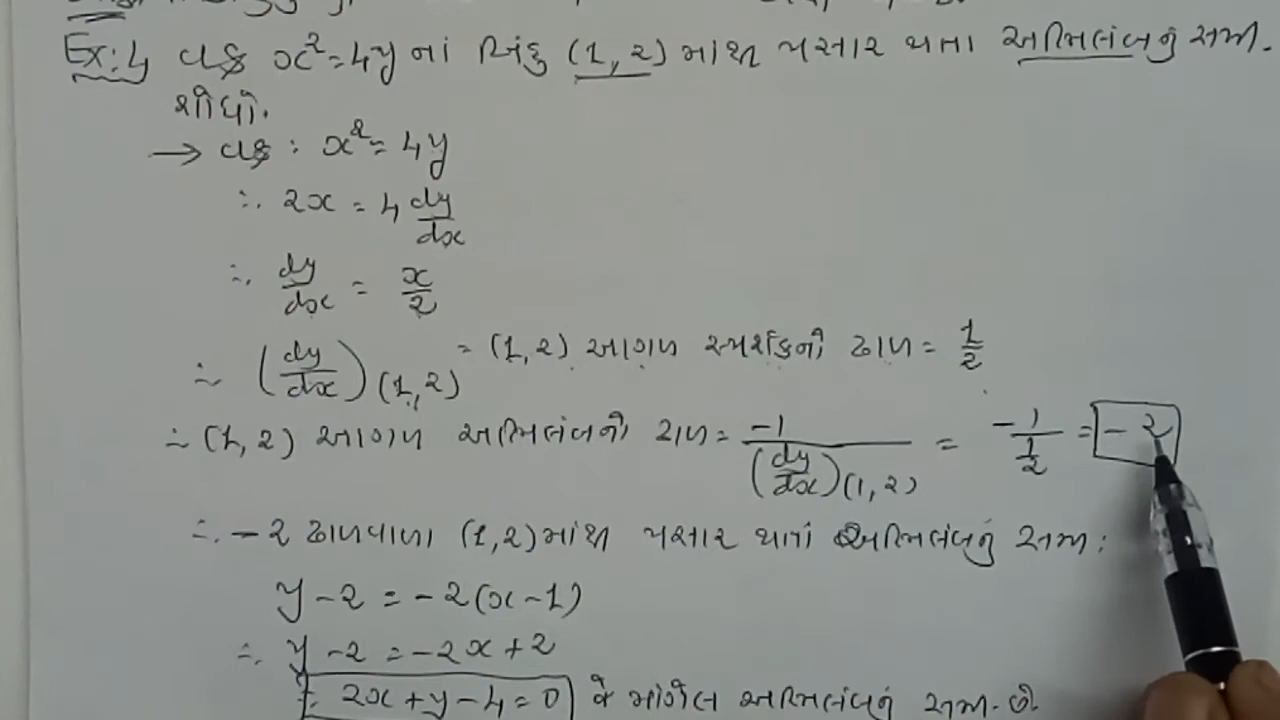 Ex:4 વક્ર x²=4y નાં બિંદુ (1,2) માંથી પસાર થતા અભિલંબનું સમી.
શોધો.
→ વક્ર : x²=4y
∴ 2x = 4 dy/dx
∴ dy/dx = x/2
∴ (dy/dx)(1,2) = (1,2) આગળ સ્પર્શકનો ઢાળ = 1/2
∴ (1,2) આગળ અભિલંબનો ઢાળ = -1/(dy/dx)(1,2) = -1/(1/2) = -2
∴ -2 ઢાળવાળા (1,2) માંથી પસાર થતાં અભિલંબનું સમી :
y-2 = -2(x-1)
∴ y-2 = -2x+2
∴ 2x+y-4=0 જે માંગેલ અભિલંબનું સમી. છે.